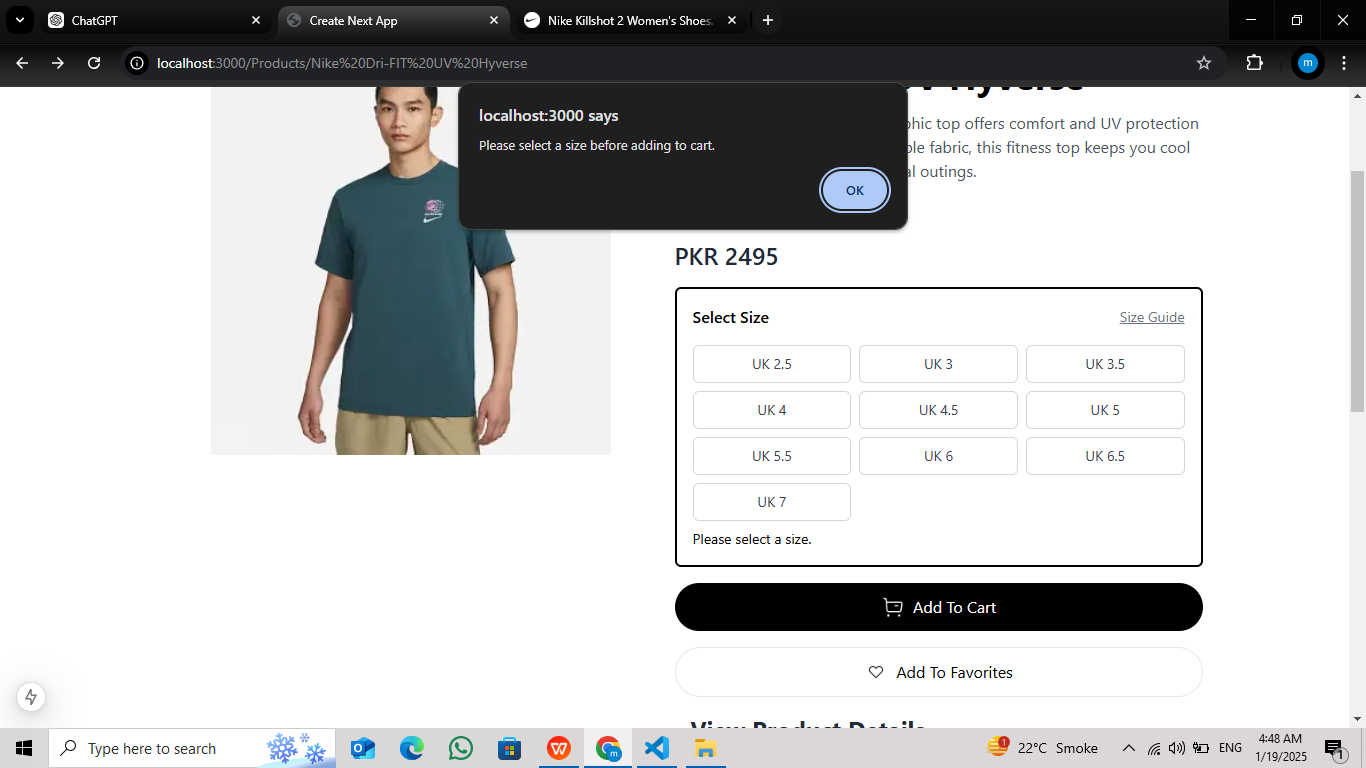 ChatGPT
Create Next App
Nike Killshot 2 Women's Shoes.
localhost:3000/Products/Nike%20Dri-FIT%20UV%20Hyverse
m
localhost:3000 says
Please select a size before adding to cart.
OK
Hyverse
phic top offers comfort and UV protection
ble fabric, this fitness top keeps you cool
al outings.
PKR 2495
Select Size
Size Guide
UK 2.5
UK 3
UK 3.5
UK 4
UK 4.5
UK 5
UK 5.5
UK 6
UK 6.5
UK 7
Please select a size.
Add To Cart
Add To Favorites
View Product Details
Type here to search
1
22°C Smoke
ENG
4:48 AM
1/19/2025
1